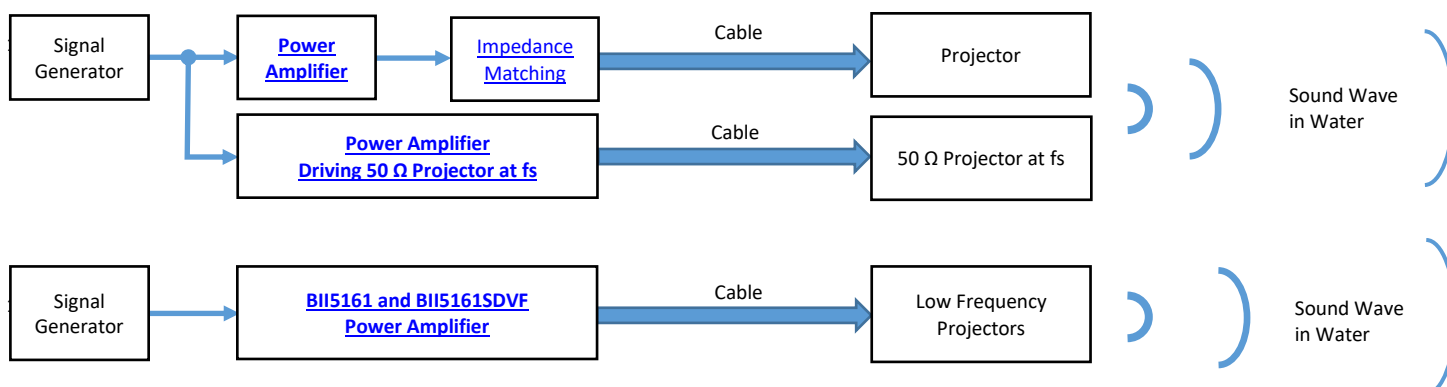 Signal
Generator
Power
Amplifier
Impedance
Matching
Cable
Projector
Sound Wave
in Water
Power Amplifier
Driving 50 Ω Projector at fs
Cable
50 Ω Projector at fs
Signal
Generator
BII5161 and BII5161SDVF
Power Amplifier
Cable
Low Frequency
Projectors
Sound Wave
in Water